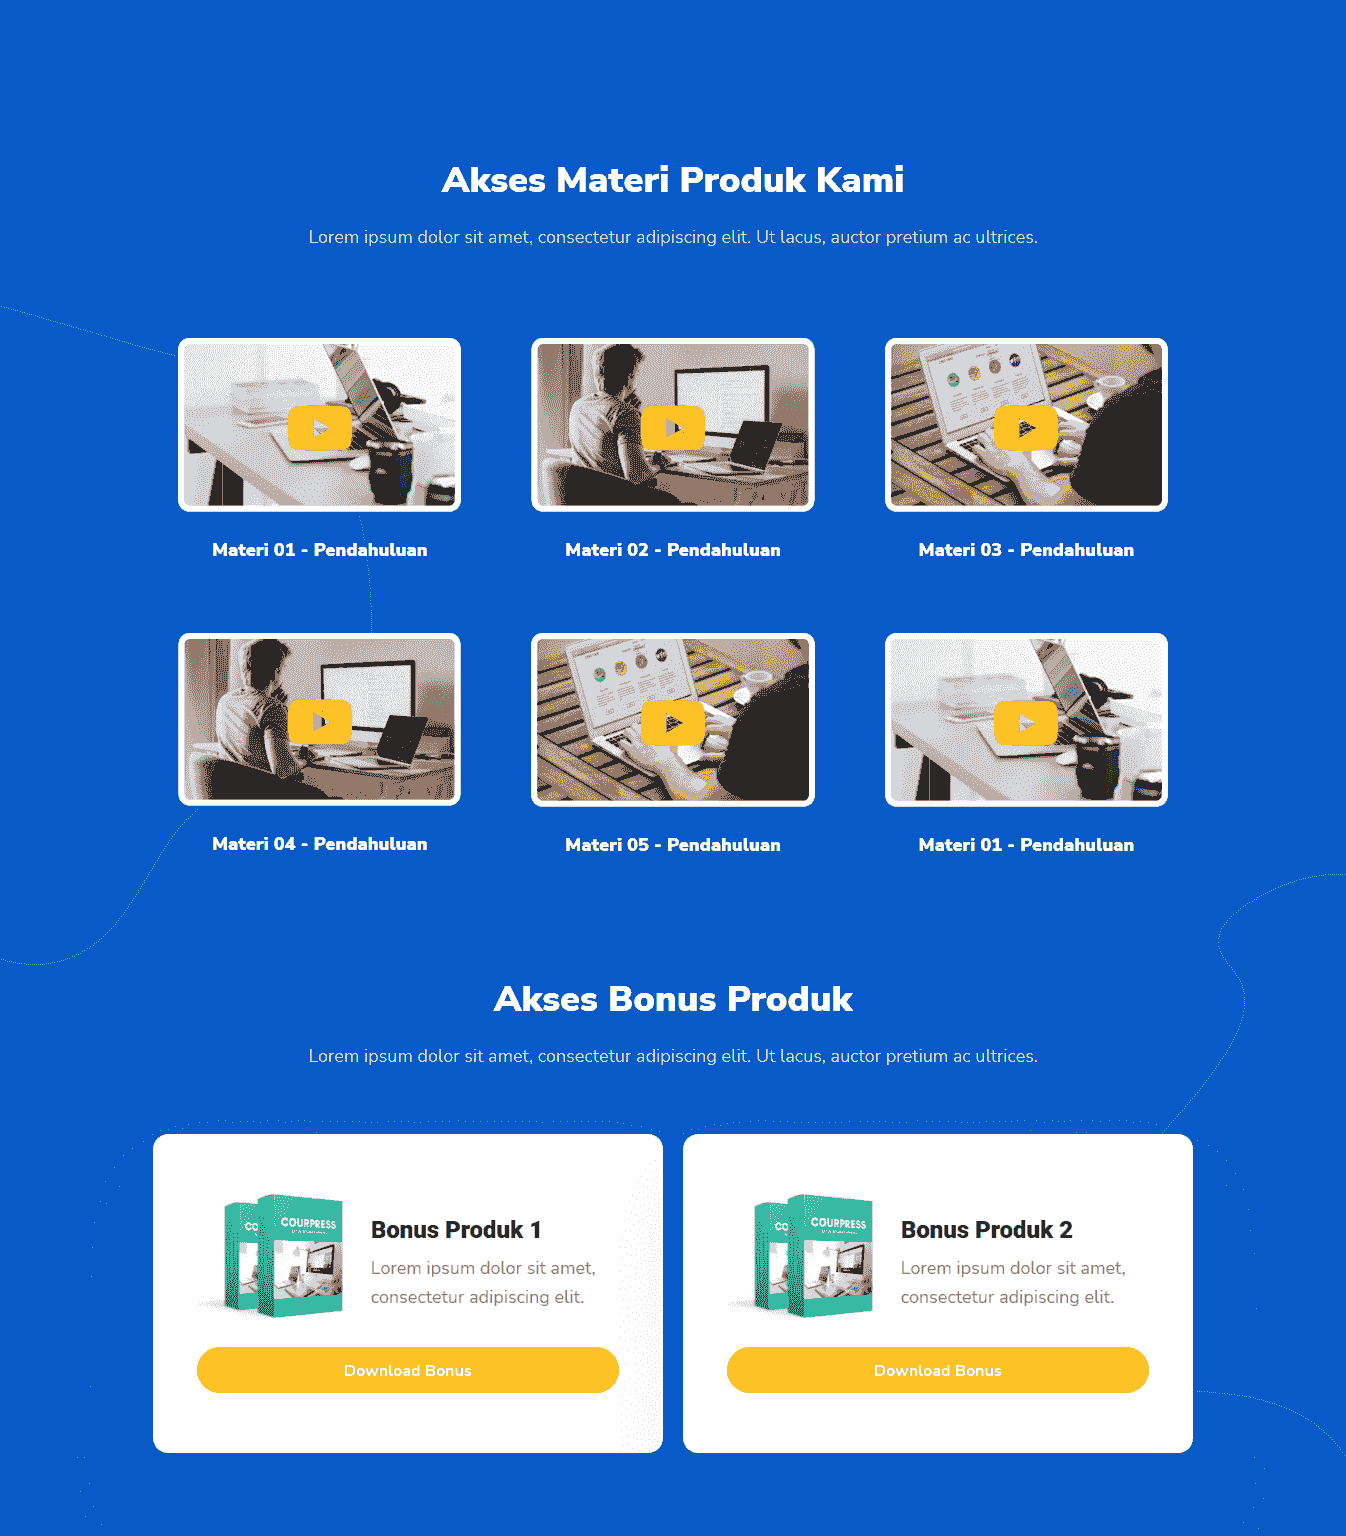 Akses Materi Produk Kami
Lorem ipsum dolor sit amet, consectetur adipiscing elit. Ut lacus, auctor pretium ac ultrices.
Materi 01 - Pendahuluan
Materi 02 - Pendahuluan
Materi 03 - Pendahuluan
Materi 04 - Pendahuluan
Materi 05 - Pendahuluan
Materi 01 - Pendahuluan
Akses Bonus Produk
Lorem ipsum dolor sit amet, consectetur adipiscing elit. Ut lacus, auctor pretium ac ultrices.
CO
COURPRESS
Bonus Produk 1
Lorem ipsum dolor sit amet,
consectetur adipiscing elit.
Download Bonus
CO
COURPRESS
Bonus Produk 2
Lorem ipsum dolor sit amet,
consectetur adipiscing elit.
Download Bonus